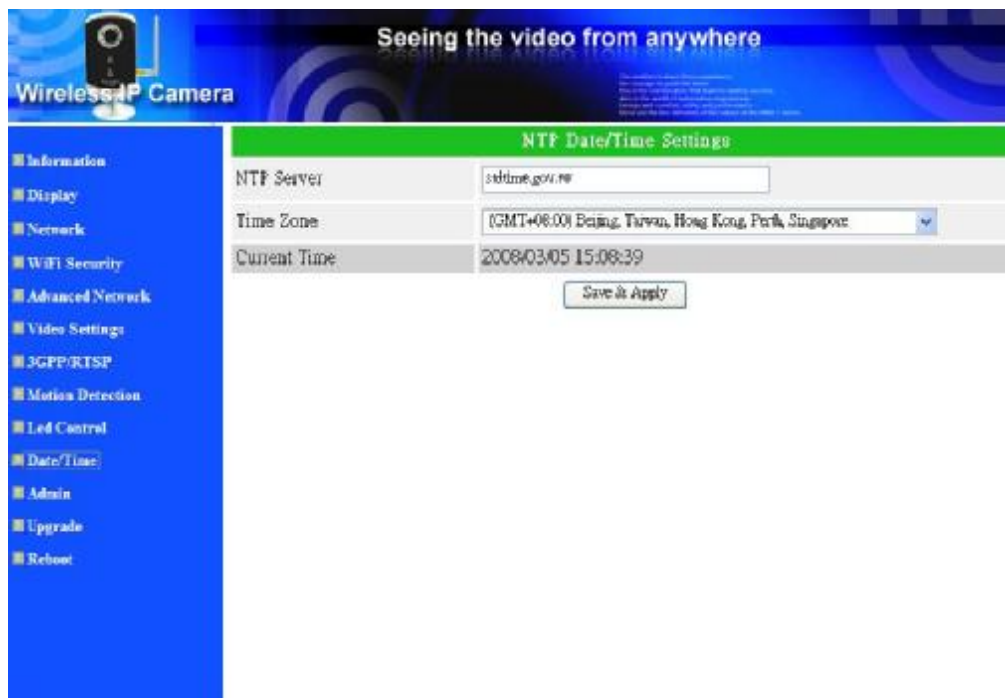 Seeing the video from anywhere
Wireless IP Camera
NTP Date/Time Settings
Information
Display
Network
WiFi Security
Advanced Network
Video Settings
3GPP/RTSP
Motion Detection
Led Control
Date/Time
Admin
Upgrade
Reboot
NTP Server
Time Zone (GMT+08:00) Beijing, Taiwan, Hong Kong, Perth, Singapore
Current Time 2008/03/05 15:08:39
Save & Apply